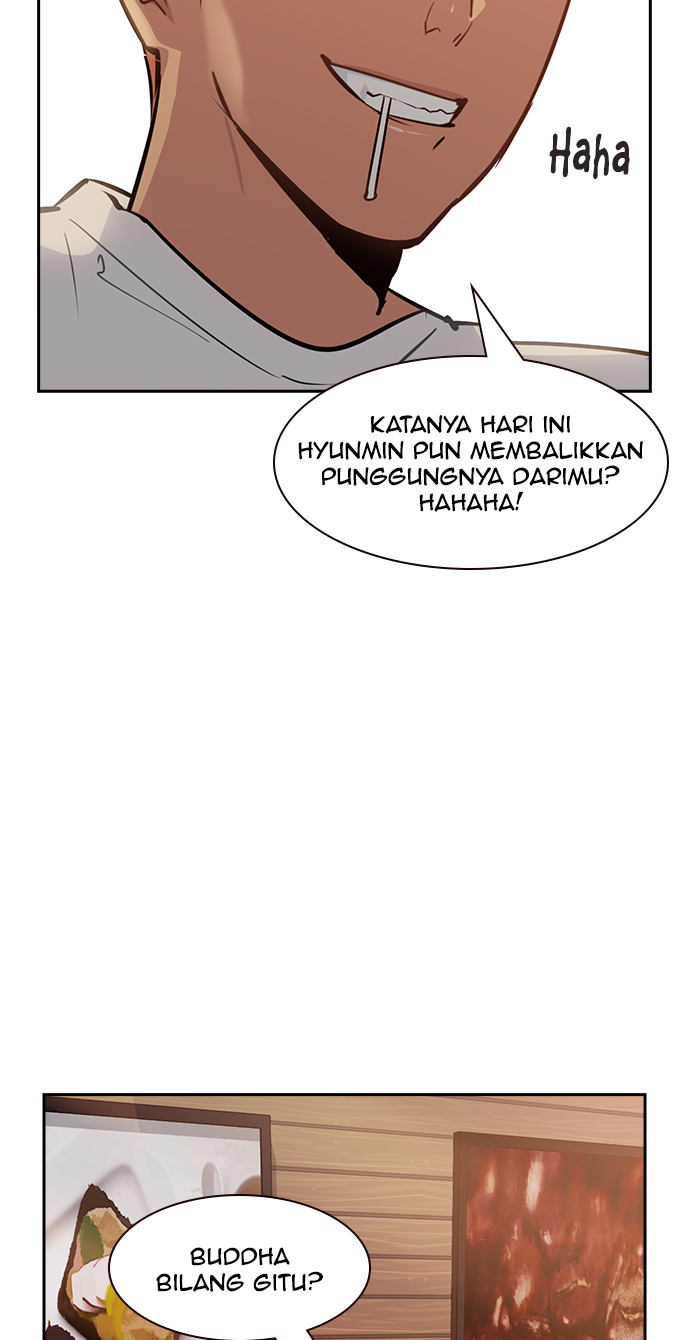 Haha
KATANYA HARI INI
HYUNMIN PUN MEMBALIKKAN
PUNGGUNGNYA DARIMU?
HAHAHA!
BUDDHA
BILANG GITU?